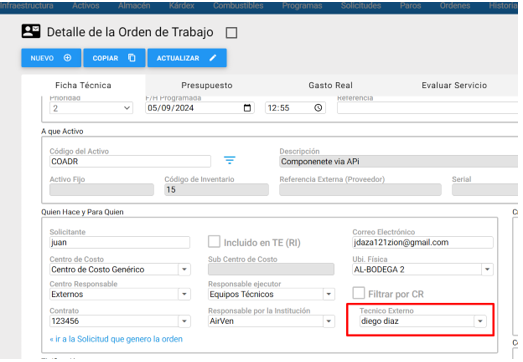 Infraestructura Activos Almacén Kárdex Combustibles Programas Solicitudes Paros Ordenes Historia
Detalle de la Orden de Trabajo
NUEVO COPIAR ACTUALIZAR
Ficha Técnica Presupuesto Gasto Real Evaluar Servicio
Prioridad F/H Programada Referencia
2 05/09/2024 12:55
A que Activo
Código del Activo Descripción
COADR Componenete via APi
Activo Fijo Código de Inventario Referencia Externa (Proveedor) Serial
15
Quien Hace y Para Quien
Solicitante Correo Electrónico
juan Incluido en TE (RI) jdaza121zion@gmail.com
Centro de Costo Sub Centro de Costo Ubi. Física
Centro de Costo Genérico AL-BODEGA 2
Centro Responsable Responsable ejecutor
Externos Equipos Técnicos Filtrar por CR
Contrato Responsable por la Institución Tecnico Externo
123456 AirVen diego diaz
« ir a la Solicitud que genero la orden